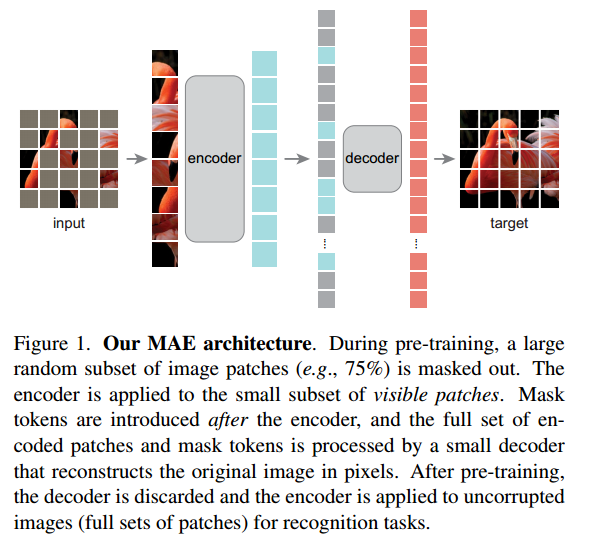 encoder
decoder
input
target
Figure 1. Our MAE architecture. During pre-training, a large
random subset of image patches (e.g., 75%) is masked out. The
encoder is applied to the small subset of visible patches. Mask
tokens are introduced after the encoder, and the full set of en-
coded patches and mask tokens is processed by a small decoder
that reconstructs the original image in pixels. After pre-training,
the decoder is discarded and the encoder is applied to uncorrupted
images (full sets of patches) for recognition tasks.